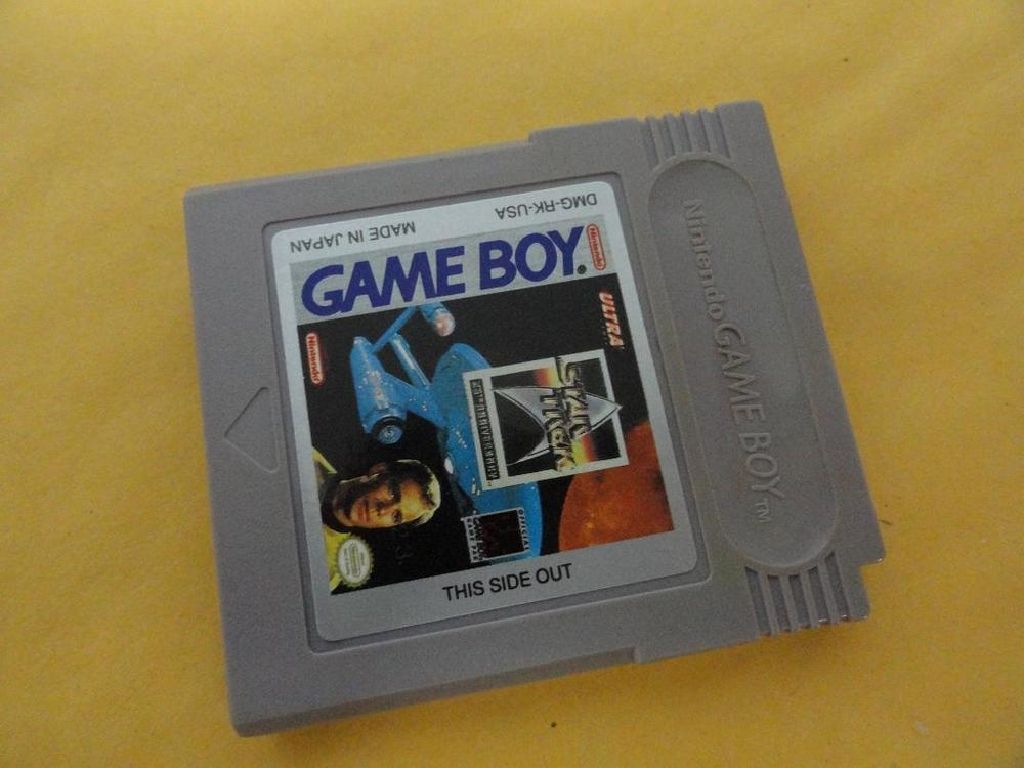 DMG-RK-USA
MADE IN JAPAN
GAME BOY
Nintendo
ULTRA
Nintendo
STAR
TREK
THIS SIDE OUT
Nintendo GAME BOY™